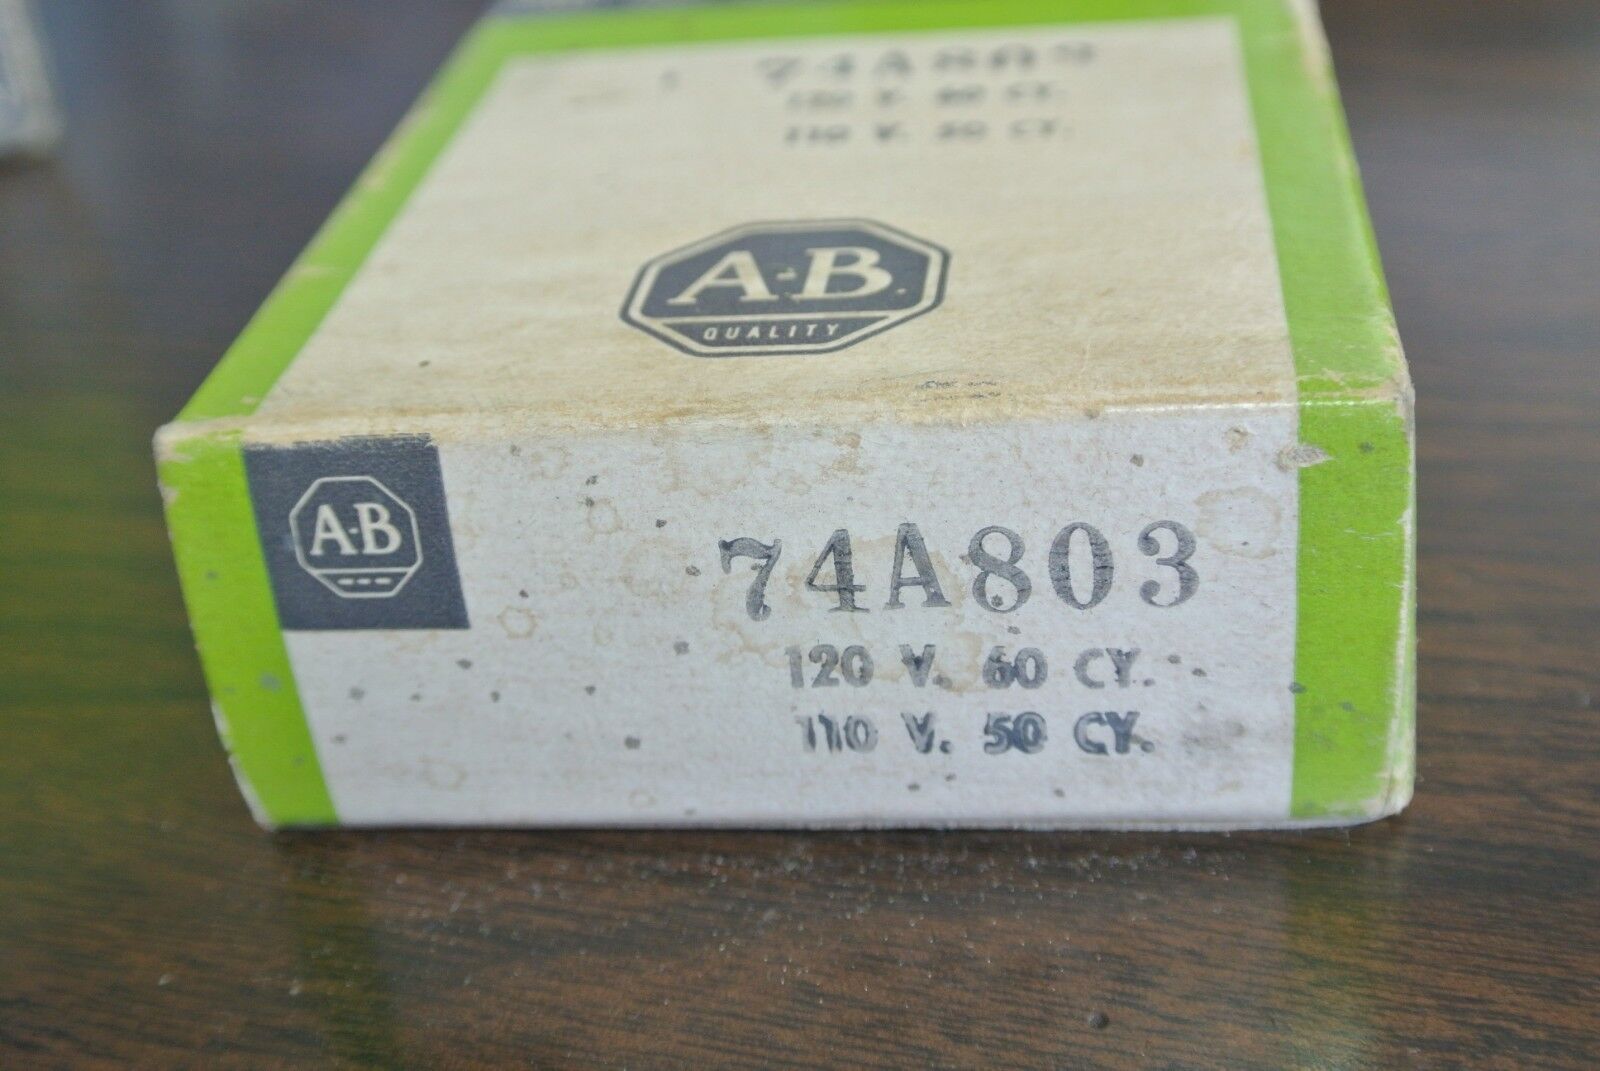 74A803
120 V. 60 CY.
110 V. 50 CY.
A-B
QUALITY
A-B
74A803
120 V. 60 CY.
110 V. 50 CY.